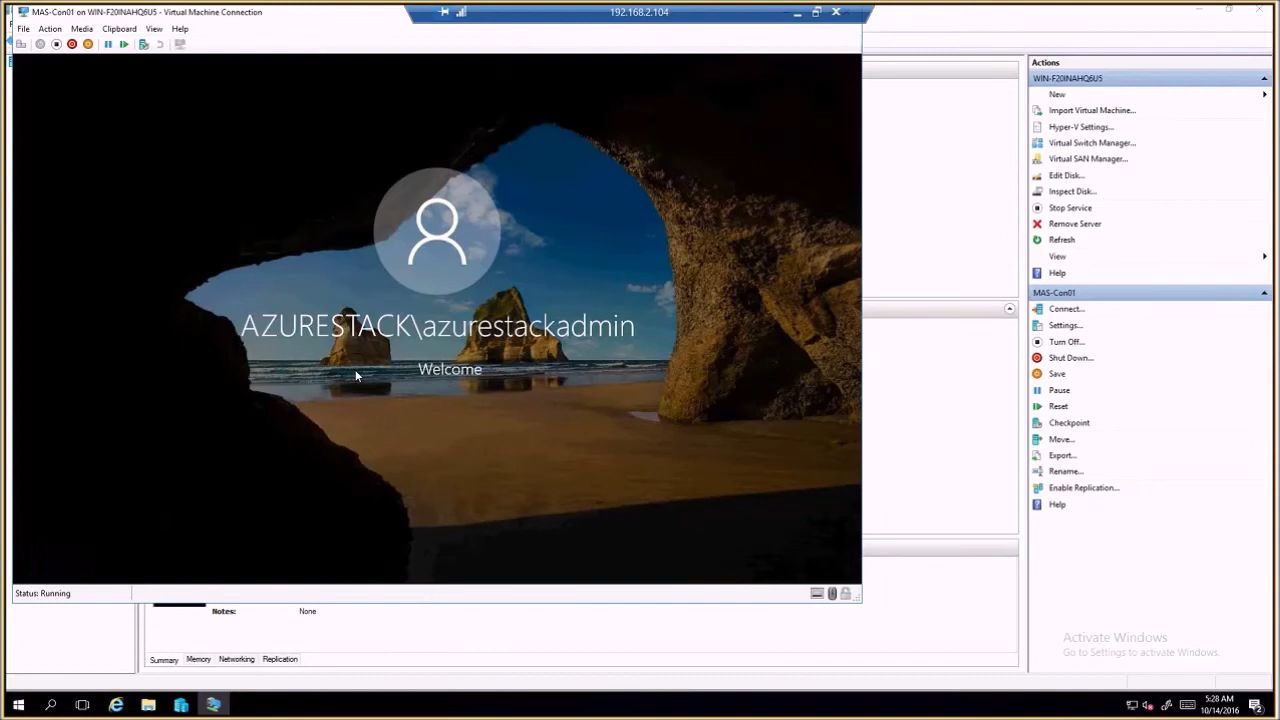 MAS-Con01 on WIN-F20INAHQ6U5 - Virtual Machine Connection
192.168.2.104
File Action Media Clipboard View Help
AZURESTACK\azurestackadmin
Welcome
Status: Running
Notes: None
Summary Memory Networking Replication
Actions
WIN-F20INAHQ6U5
New
Import Virtual Machine...
Hyper-V Settings...
Virtual Switch Manager...
Virtual SAN Manager...
Edit Disk...
Inspect Disk...
Stop Service
Remove Server
Refresh
View
Help
MAS-Con01
Connect...
Settings...
Turn Off...
Shut Down...
Save
Pause
Reset
Checkpoint
Move...
Export...
Rename...
Enable Replication...
Help
Activate Windows
Go to Settings to activate Windows.
5:28 AM
10/14/2016
2